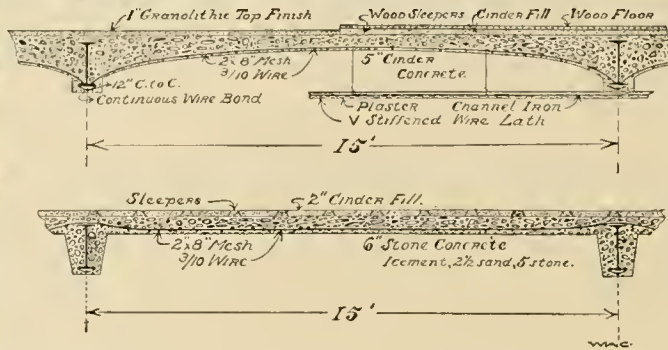 1" Granolithic Top Finish
Wood Sleepers Cinder Fill Wood Floor
2"x 8" Mesh
3/10 Wire
5" Cinder
Concrete.
12" C. to C.
Continuous Wire Bond
Plaster Channel Iron
V Stiffened Wire Lath
15'
Sleepers 2" Cinder Fill.
2"x 8" Mesh
3/10 Wire
6" Stone Concrete
1cement, 2½ sand, 5 stone.
15'